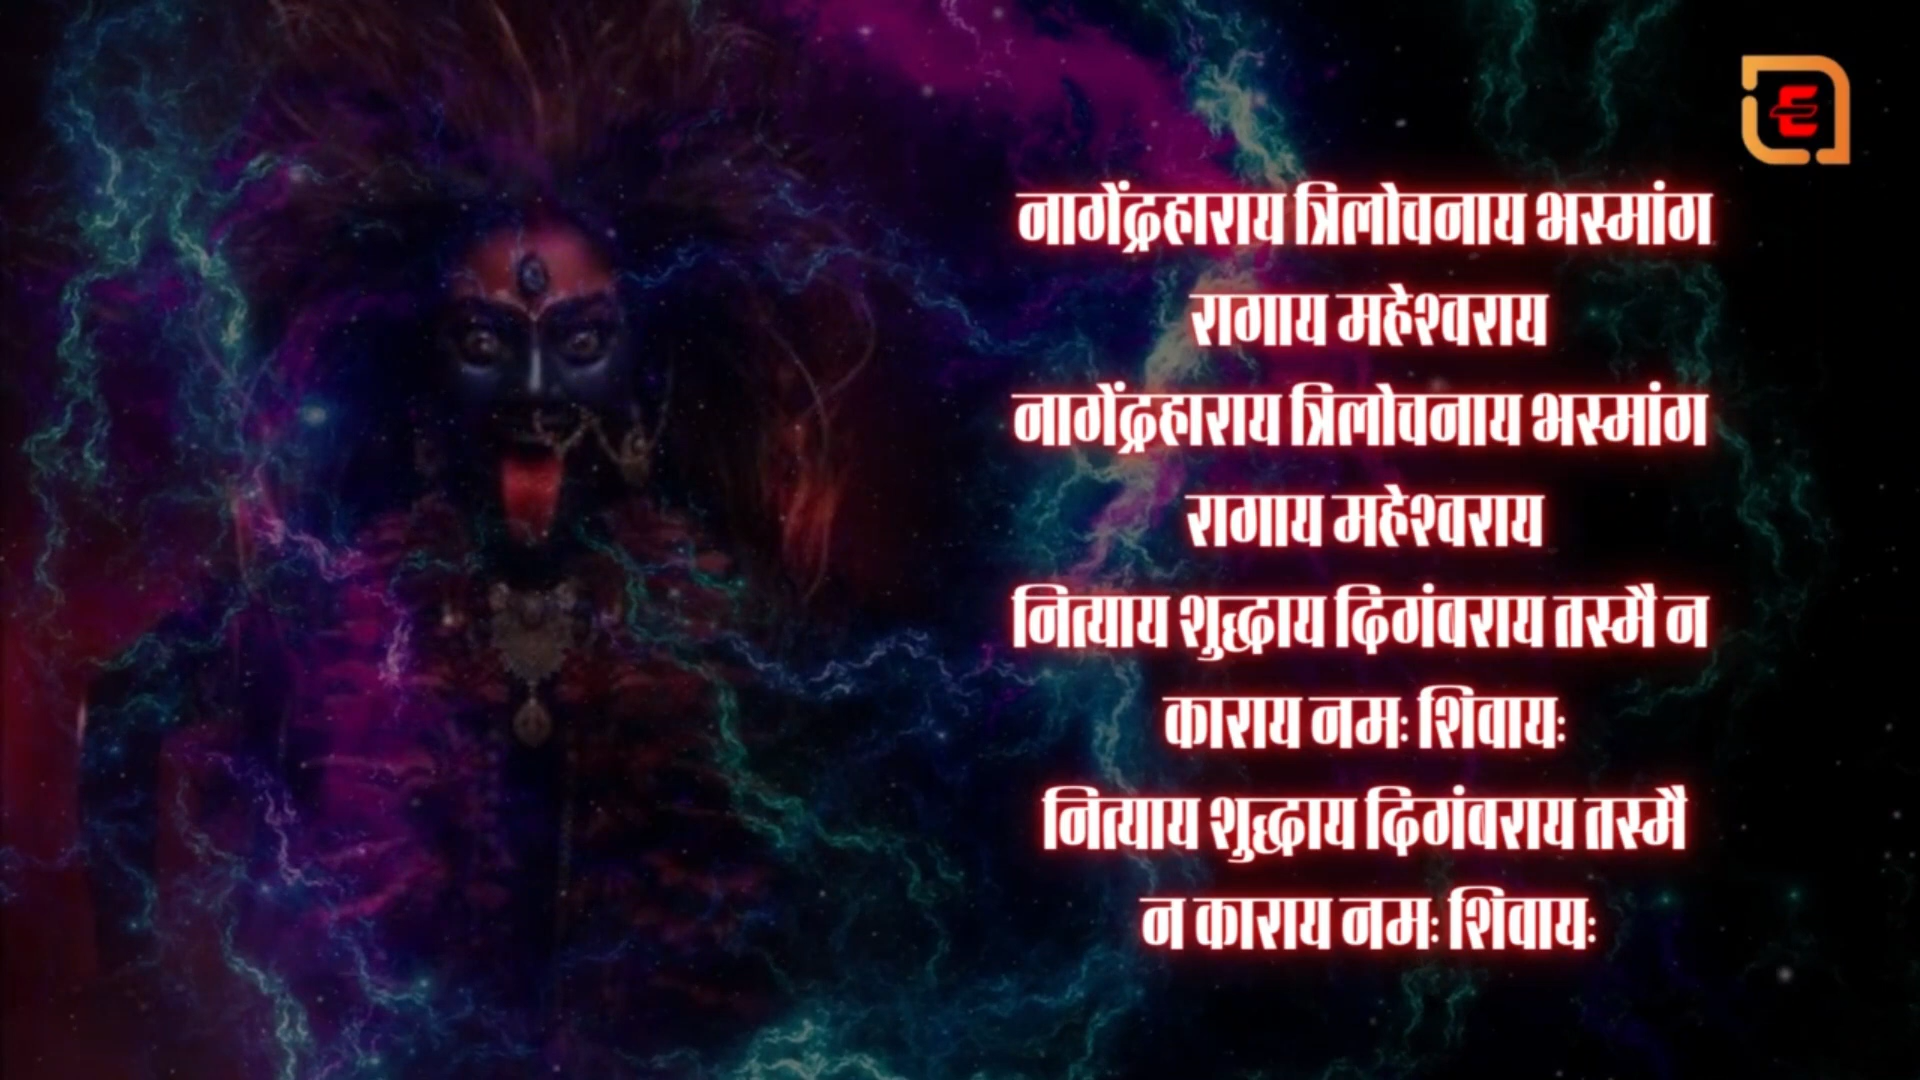 E
नागेंद्रहाराय त्रिलोचनाय भस्मांग
रागाय महेश्वराय
नागेंद्रहाराय त्रिलोचनाय भस्मांग
रागाय महेश्वराय
नित्याय शुद्धाय दिगंबराय तस्मै न
काराय नमः शिवायः
नित्याय शुद्धाय दिगंबराय तस्मै
न काराय नमः शिवायः